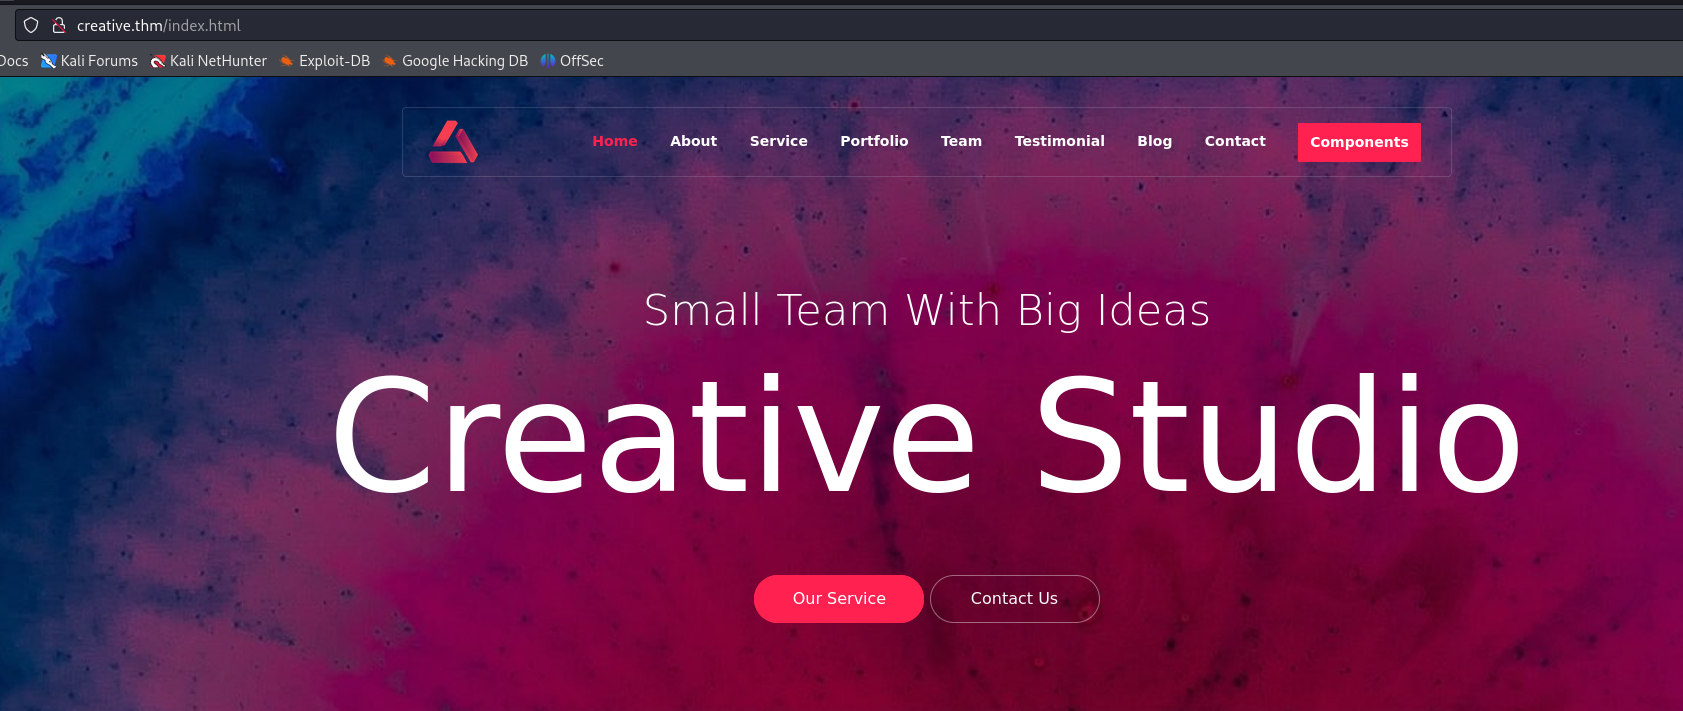 creative.thm/index.html
Docs Kali Forums Kali NetHunter Exploit-DB Google Hacking DB OffSec
Home About Service Portfolio Team Testimonial Blog Contact Components
Small Team With Big Ideas
Creative Studio
Our Service Contact Us